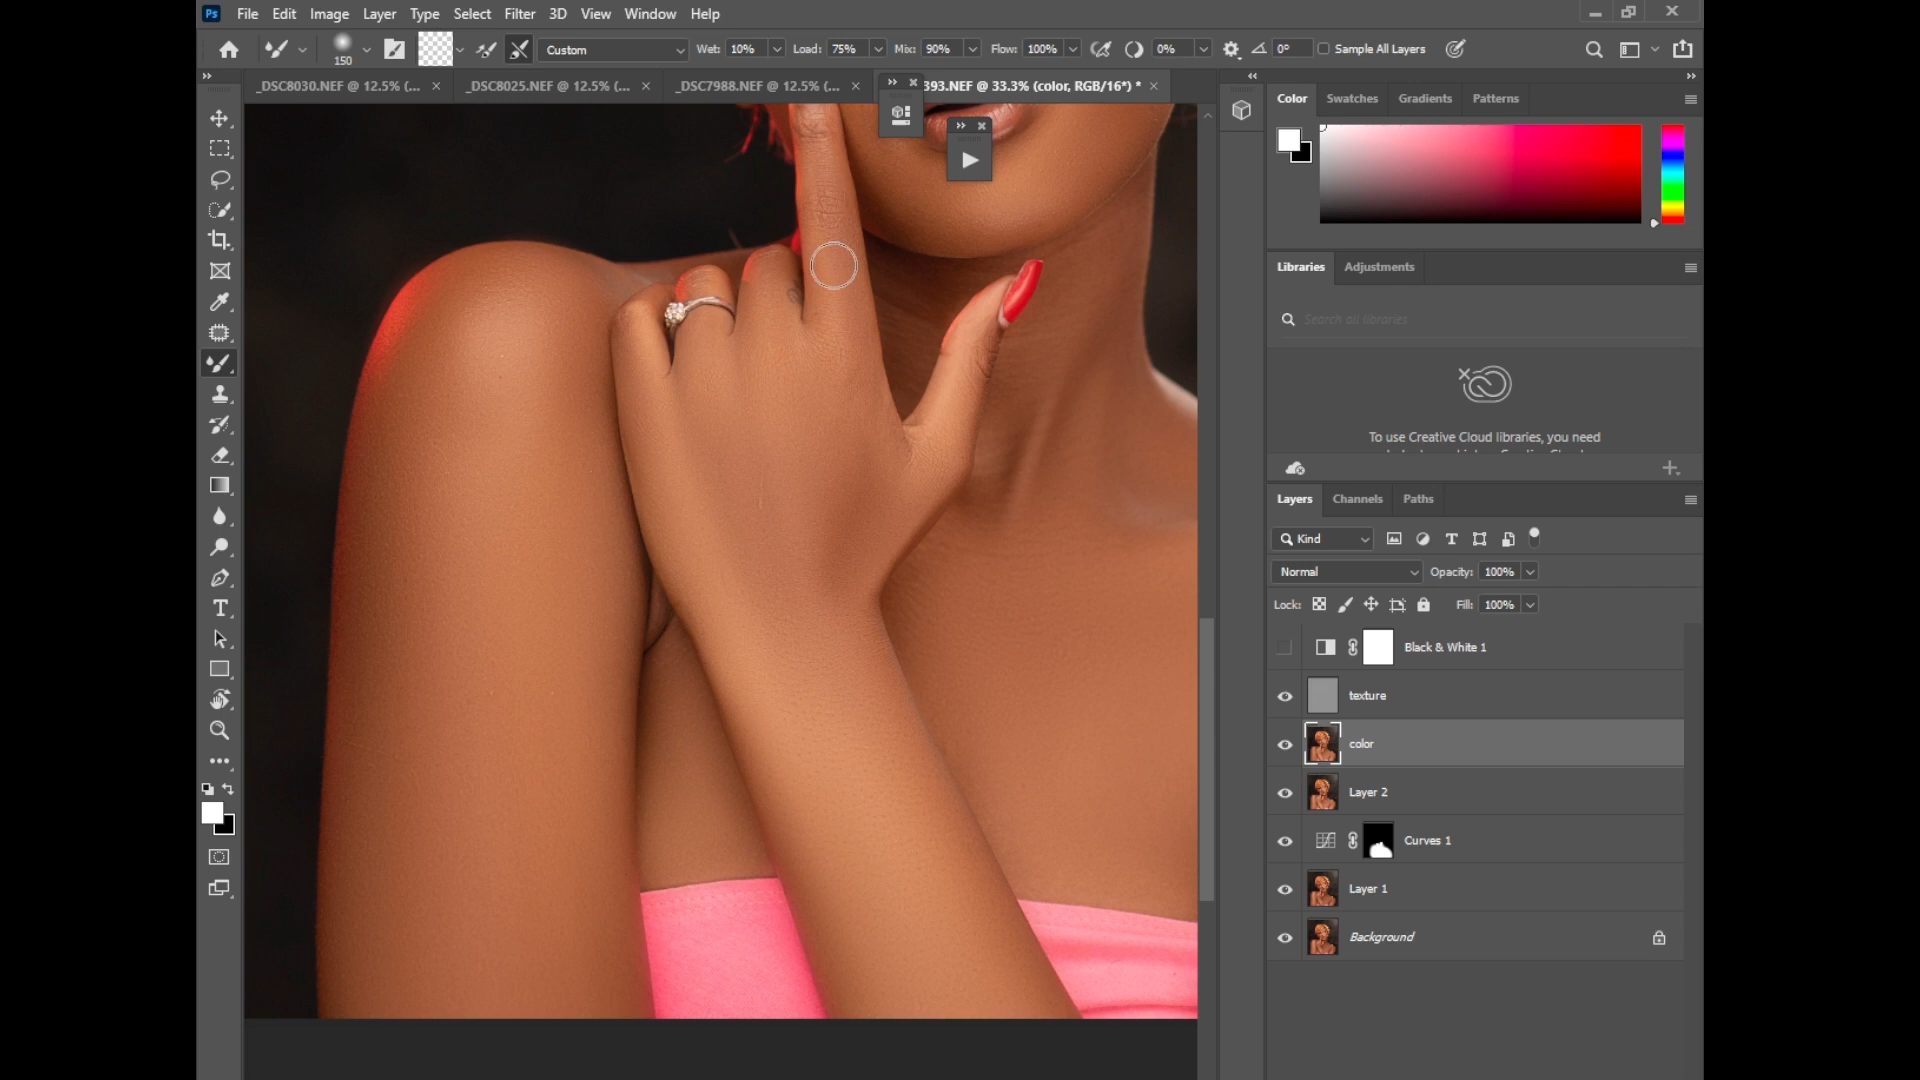 Ps File Edit Image Layer Type Select Filter 3D View Window Help
150 Custom Wet: 10% Load: 75% Mix: 90% Flow: 100% 0% 0° Sample All Layers
_DSC8030.NEF @ 12.5% (... × _DSC8025.NEF @ 12.5% (... × _DSC7988.NEF @ 12.5% (... × 393.NEF @ 33.3% (color, RGB/16*) * ×
Color Swatches Gradients Patterns
Libraries Adjustments
Search all libraries
To use Creative Cloud libraries, you need
Layers Channels Paths
Kind
Normal Opacity: 100%
Lock: Fill: 100%
Black & White 1
texture
color
Layer 2
Curves 1
Layer 1
Background